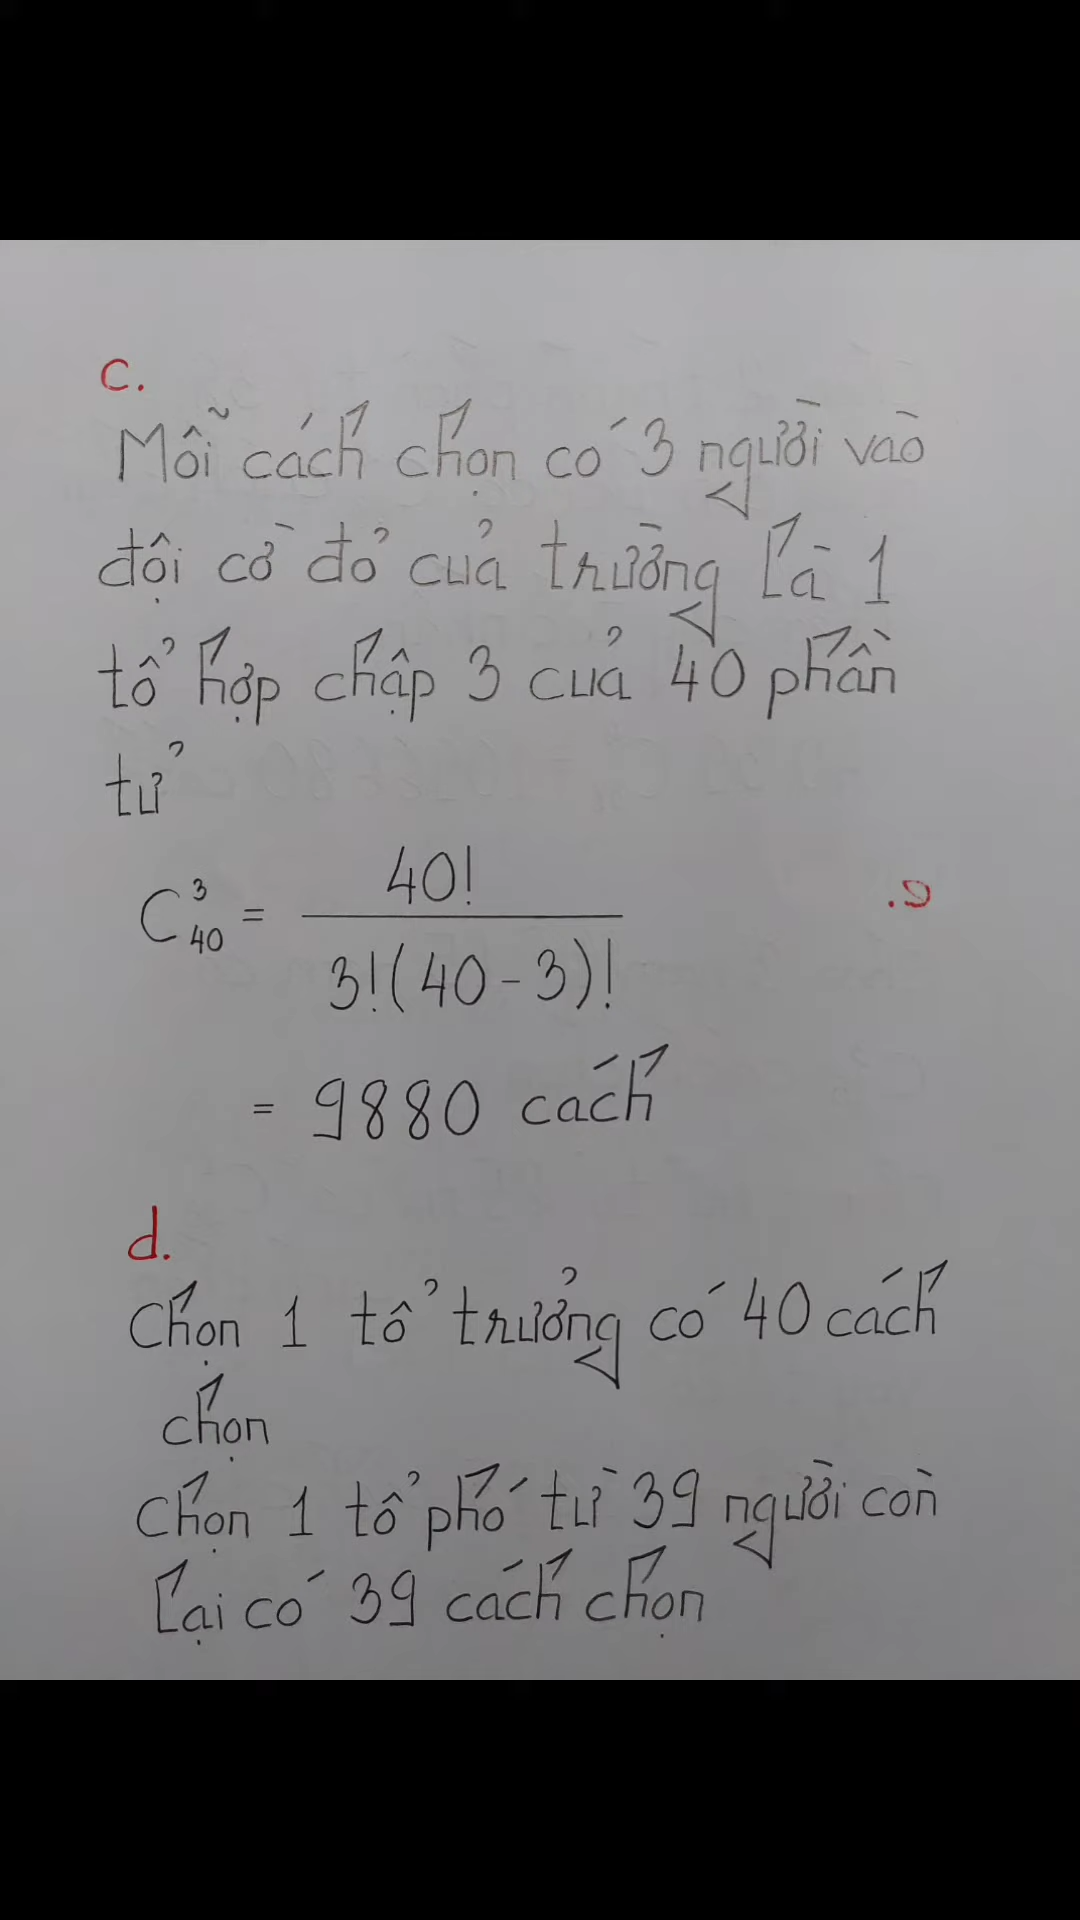 c.
Mỗi cách chọn có 3 người vào
đội cờ đỏ của trường là 1
tổ hợp chập 3 của 40 phần
tử
C³₄₀ = 40! / 3!(40 - 3)!
= 9880 cách
d.
Chọn 1 tổ trưởng có 40 cách
chọn
Chọn 1 tổ phó từ 39 người còn
lại có 39 cách chọn